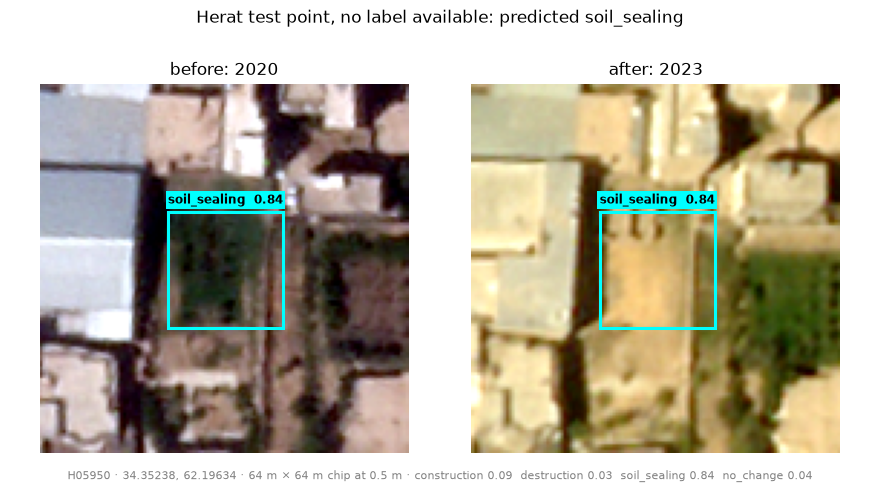 Herat test point, no label available: predicted soil_sealing
before: 2020
after: 2023
soil_sealing 0.84
soil_sealing 0.84
H05950 · 34.35238, 62.19634 · 64 m × 64 m chip at 0.5 m · construction 0.09 destruction 0.03 soil_sealing 0.84 no_change 0.04